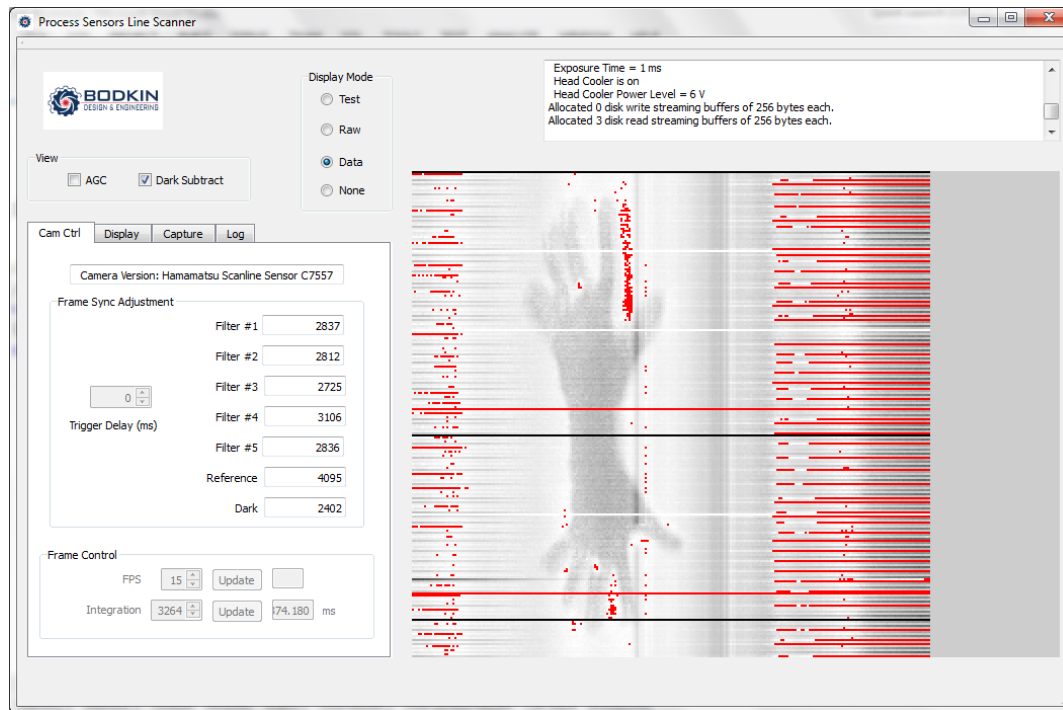 Process Sensors Line Scanner
BODKIN
DESIGN & ENGINEERING
Display Mode
Test
Raw
Data
None
Exposure Time = 1 ms
Head Cooler is on
Head Cooler Power Level = 6 V
Allocated 0 disk write streaming buffers of 256 bytes each.
Allocated 3 disk read streaming buffers of 256 bytes each.
View
AGC
Dark Subtract
Cam Ctrl
Display
Capture
Log
Camera Version: Hamamatsu Scanline Sensor C7557
Frame Sync Adjustment
Filter #1 2837
Filter #2 2812
Filter #3 2725
0
Filter #4 3106
Trigger Delay (ms)
Filter #5 2836
Reference 4095
Dark 2402
Frame Control
FPS 15 Update
Integration 3264 Update 374.180 ms